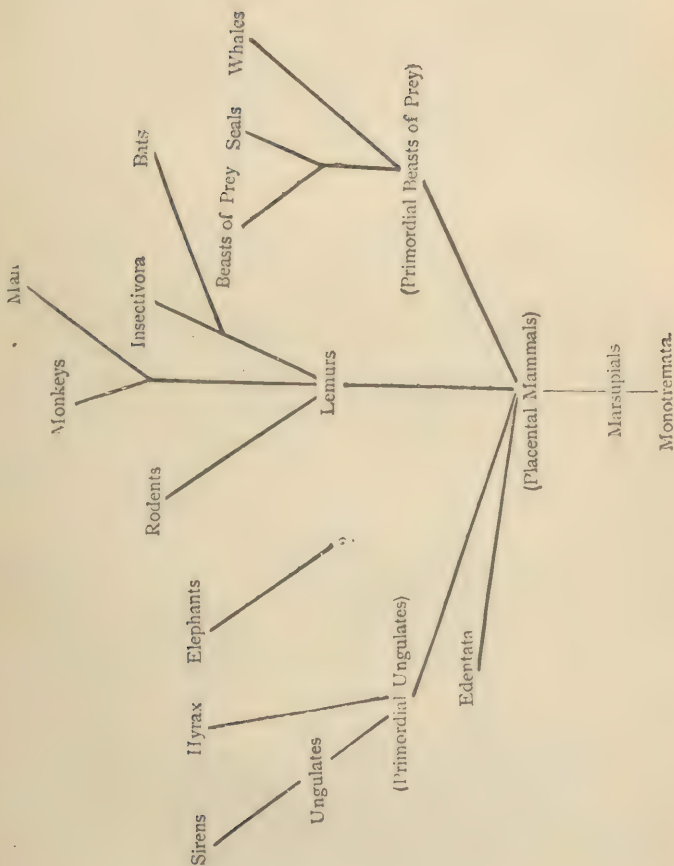 Man
Monkeys
Bats
Insectivora
Whales
Seals
Beasts of Prey
Rodents
Lemurs
(Primordial Beasts of Prey)
Elephants
?
Hyrax
Sirens
Ungulates
(Primordial Ungulates)
Edentata
(Placental Mammals)
Marsupials
Monotremata.